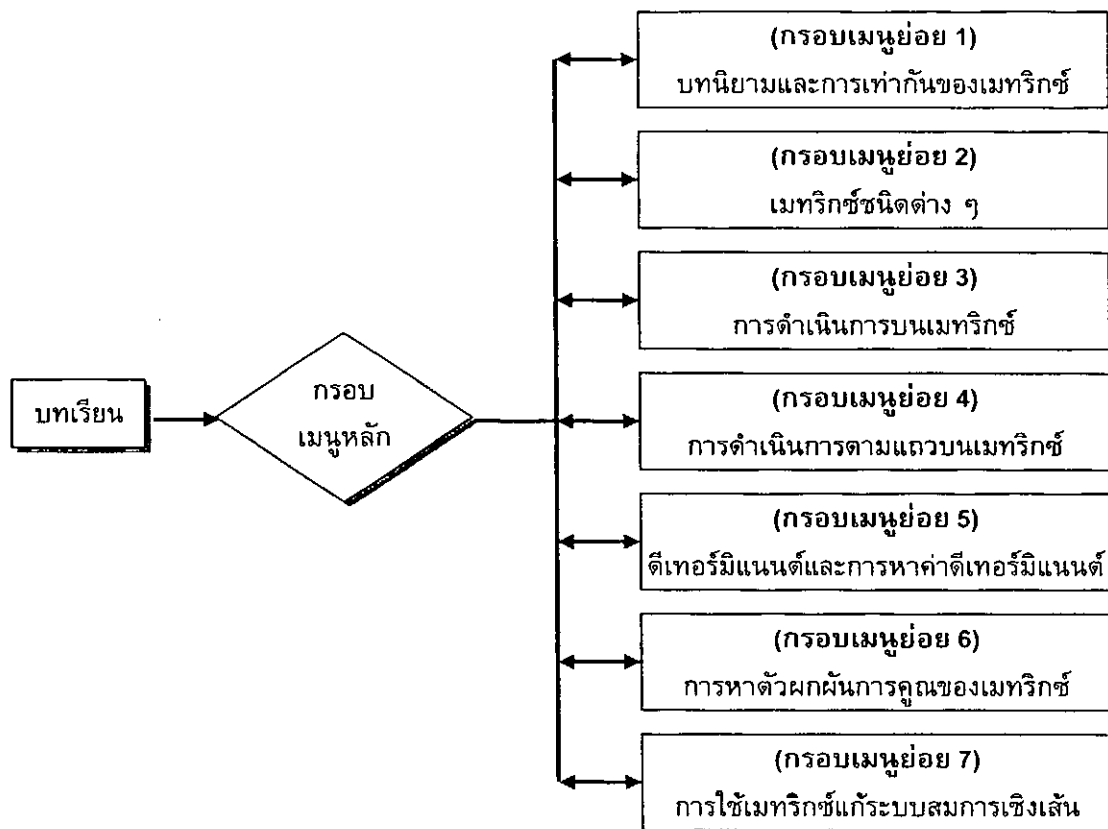 บทเรียน
กรอบ
เมนูหลัก
(กรอบเมนูย่อย 1)
บทนิยามและการเท่ากันของเมทริกซ์
(กรอบเมนูย่อย 2)
เมทริกซ์ชนิดต่าง ๆ
(กรอบเมนูย่อย 3)
การดำเนินการบนเมทริกซ์
(กรอบเมนูย่อย 4)
การดำเนินการตามแถวบนเมทริกซ์
(กรอบเมนูย่อย 5)
ดีเทอร์มิแนนต์และการหาค่าดีเทอร์มิแนนต์
(กรอบเมนูย่อย 6)
การหาตัวผกผันการคูณของเมทริกซ์
(กรอบเมนูย่อย 7)
การใช้เมทริกซ์แก้ระบบสมการเชิงเส้น